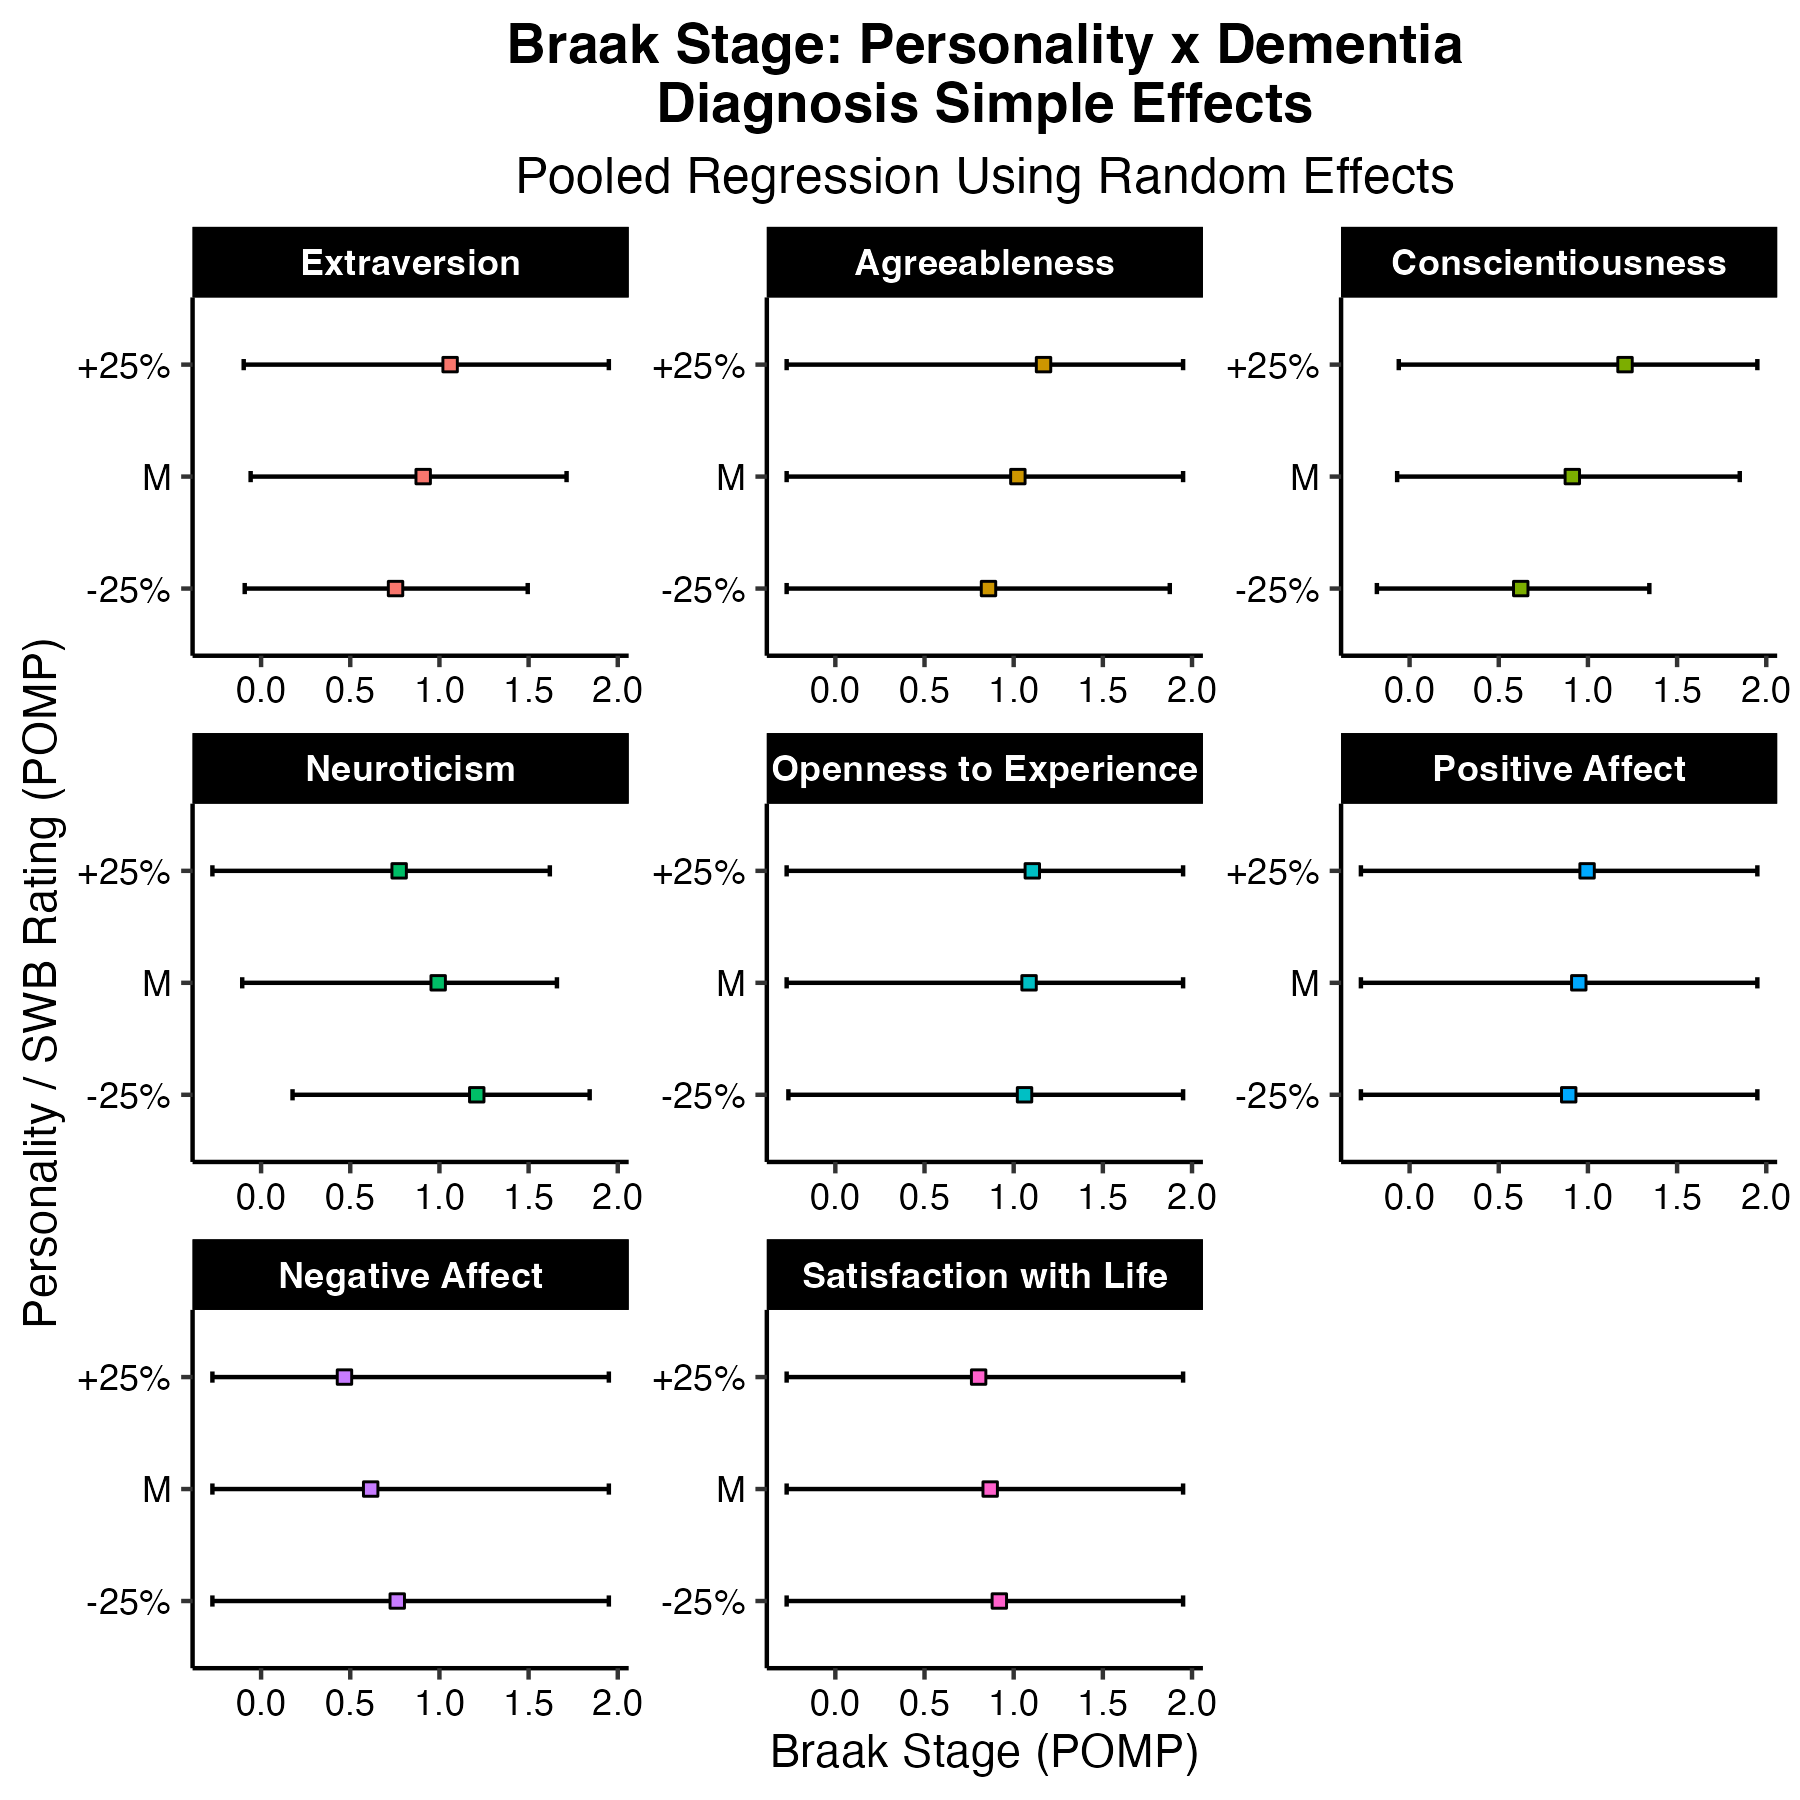 Braak Stage: Personality x Dementia
Diagnosis Simple Effects
Pooled Regression Using Random Effects
Personality / SWB Rating (POMP)
Extraversion
+25%
M
-25%
0.0 0.5 1.0 1.5 2.0
Agreeableness
+25%
M
-25%
0.0 0.5 1.0 1.5 2.0
Conscientiousness
+25%
M
-25%
0.0 0.5 1.0 1.5 2.0
Neuroticism
+25%
M
-25%
0.0 0.5 1.0 1.5 2.0
Openness to Experience
+25%
M
-25%
0.0 0.5 1.0 1.5 2.0
Positive Affect
+25%
M
-25%
0.0 0.5 1.0 1.5 2.0
Negative Affect
+25%
M
-25%
0.0 0.5 1.0 1.5 2.0
Satisfaction with Life
+25%
M
-25%
0.0 0.5 1.0 1.5 2.0
Braak Stage (POMP)